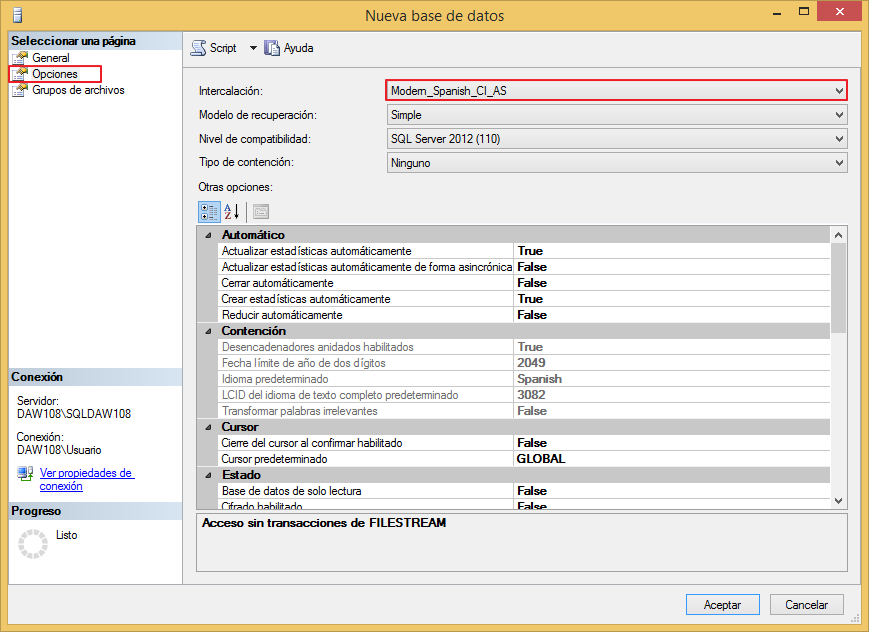 Nueva base de datos
Seleccionar una página
General
Opciones
Grupos de archivos
Script
Ayuda
Intercalación: Modern_Spanish_CI_AS
Modelo de recuperación: Simple
Nivel de compatibilidad: SQL Server 2012 (110)
Tipo de contención: Ninguno
Otras opciones:
Automático
Actualizar estadísticas automáticamente True
Actualizar estadísticas automáticamente de forma asincrónica False
Cerrar automáticamente False
Crear estadísticas automáticamente True
Reducir automáticamente False
Contención
Desencadenadores anidados habilitados True
Fecha límite de año de dos dígitos 2049
Idioma predeterminado Spanish
LCID del idioma de texto completo predeterminado 3082
Transformar palabras irrelevantes False
Cursor
Cierre del cursor al confirmar habilitado False
Cursor predeterminado GLOBAL
Estado
Base de datos de solo lectura False
Cifrado habilitado False
Acceso sin transacciones de FILESTREAM
Conexión
Servidor:
DAW108\SQLDAW108
Conexión:
DAW108\Usuario
Ver propiedades de
conexión
Progreso
Listo
Aceptar
Cancelar